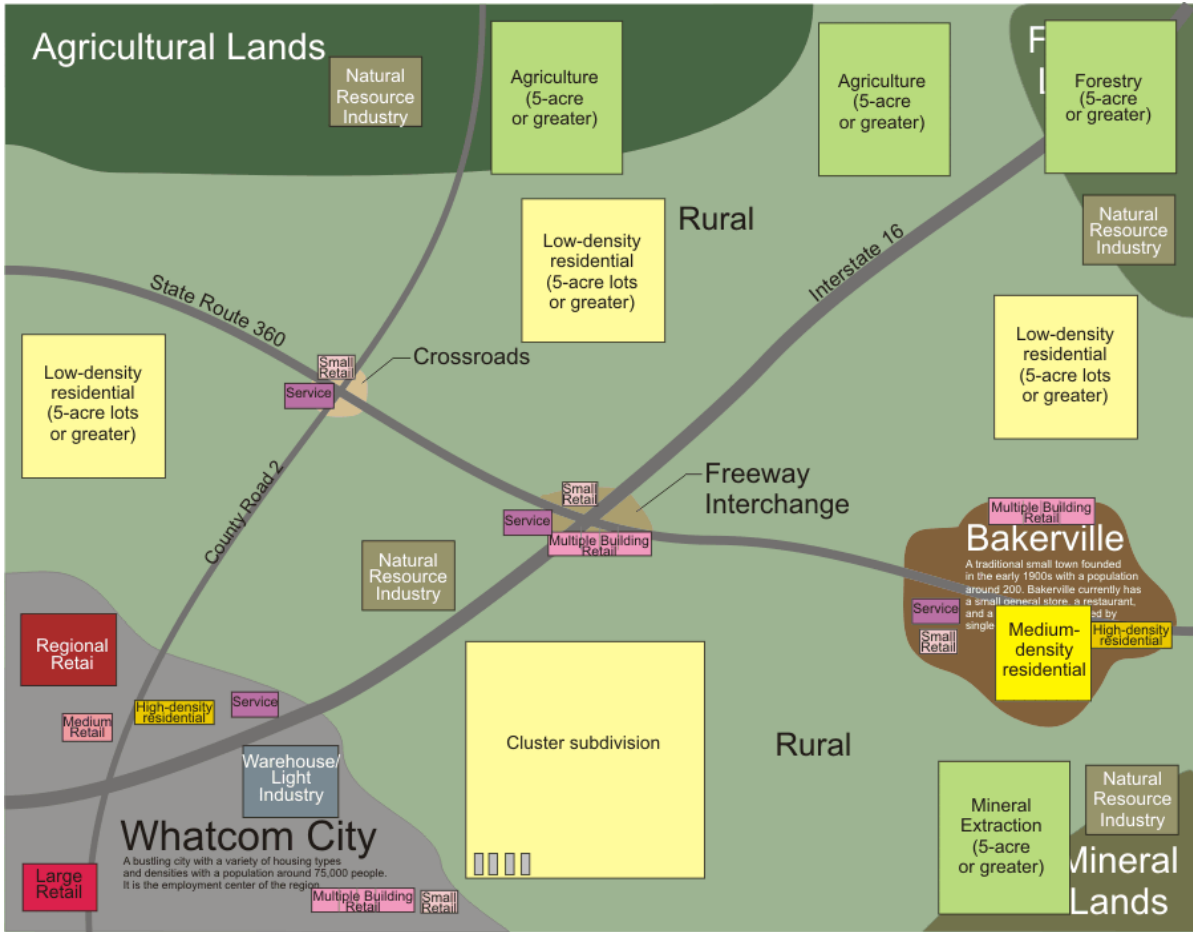 Agricultural Lands
Natural
Resource
Industry
Agriculture
(5-acre
or greater)
Agriculture
(5-acre
or greater)
F
L
Forestry
(5-acre
or greater)
Natural
Resource
Industry
Low-density
residential
(5-acre lots
or greater)
Rural
Interstate 16
State Route 360
Low-density
residential
(5-acre lots
or greater)
Small
Retail
Service
Crossroads
Low-density
residential
(5-acre lots
or greater)
County Road 2
Small
Retail
Service
Multiple Building
Retail
Freeway
Interchange
Natural
Resource
Industry
Multiple Building
Retail
Bakerville
A traditional small town founded
in the early 1900s with a population
around 200. Bakerville currently has
a small general store, a restaurant,
and a
ed by
single
Service
Small
Retail
Medium-
density
residential
High-density
residential
Regional
Retai
Medium
Retail
High-density
residential
Service
Warehouse/
Light
Industry
Whatcom City
A bustling city with a variety of housing types
and densities with a population around 75,000 people.
It is the employment center of the region.
Large
Retail
Multiple Building
Retail
Small
Retail
Cluster subdivision
Rural
Mineral
Extraction
(5-acre
or greater)
Natural
Resource
Industry
Mineral
Lands